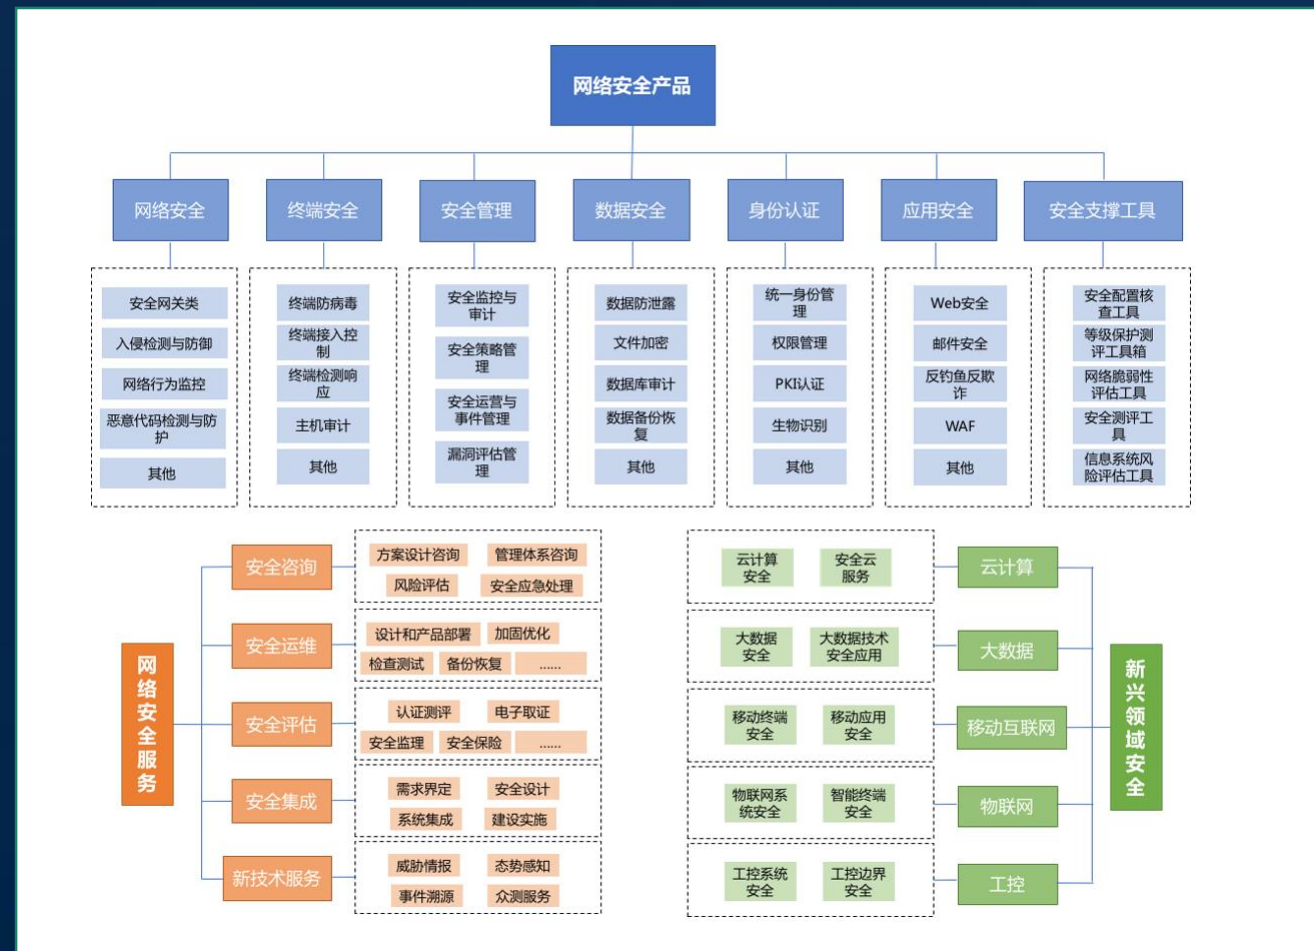 网络安全产品
网络安全
终端安全
安全管理
数据安全
身份认证
应用安全
安全支撑工具
安全网关类
入侵检测与防御
网络行为监控
恶意代码检测与防
护
其他
终端防病毒
终端接入控
制
终端检测响
应
主机审计
其他
安全监控与
审计
安全策略管
理
安全运营与
事件管理
漏洞评估管
理
数据防泄露
文件加密
数据库审计
数据备份恢
复
其他
统一身份管
理
权限管理
PKI认证
生物识别
其他
Web安全
邮件安全
反钓鱼反欺
诈
WAF
其他
安全配置核
查工具
等级保护测
评工具箱
网络脆弱性
评估工具
安全测评工
具
信息系统风
险评估工具
网络安全服务
安全咨询
方案设计咨询
管理体系咨询
风险评估
安全应急处理
安全运维
设计和产品部署
加固优化
检查测试
备份恢复
......
安全评估
认证测评
电子取证
安全监理
安全保险
......
安全集成
需求界定
安全设计
系统集成
建设实施
新技术服务
威胁情报
态势感知
事件溯源
众测服务
新兴领域安全
云计算
云计算
安全
安全云
服务
大数据
大数据
安全
大数据技术
安全应用
移动互联网
移动终端
安全
移动应用
安全
物联网
物联网系
统安全
智能终端
安全
工控
工控系统
安全
工控边界
安全